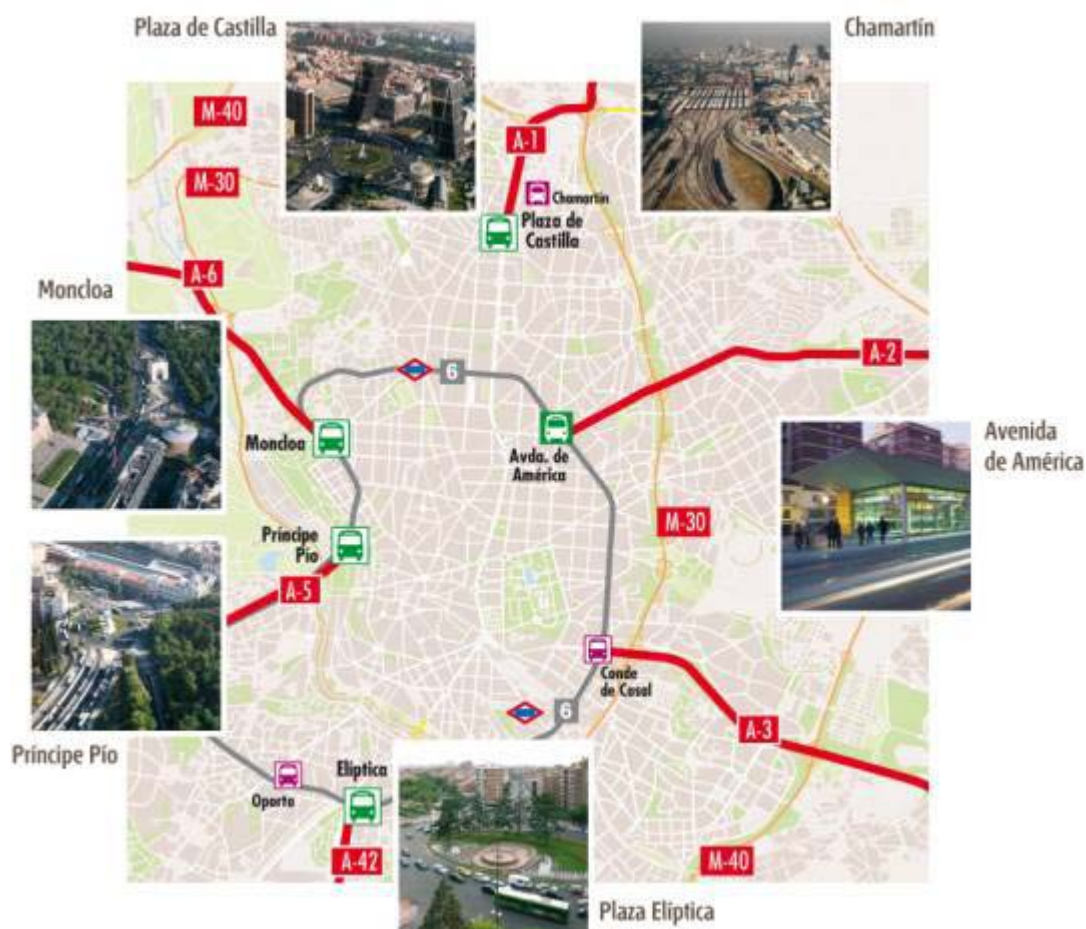 Plaza de Castilla
Chamartín
M-40
A-1
M-30
Chamartín
Plaza de
Castilla
A-6
Moncloa
A-2
6
Moncloa
Avda. de
América
Avenida
de América
M-30
Príncipe
Pío
A-5
Conde
de Casal
6
A-3
Príncipe Pío
Elíptica
Oporto
A-42
M-40
Plaza Elíptica